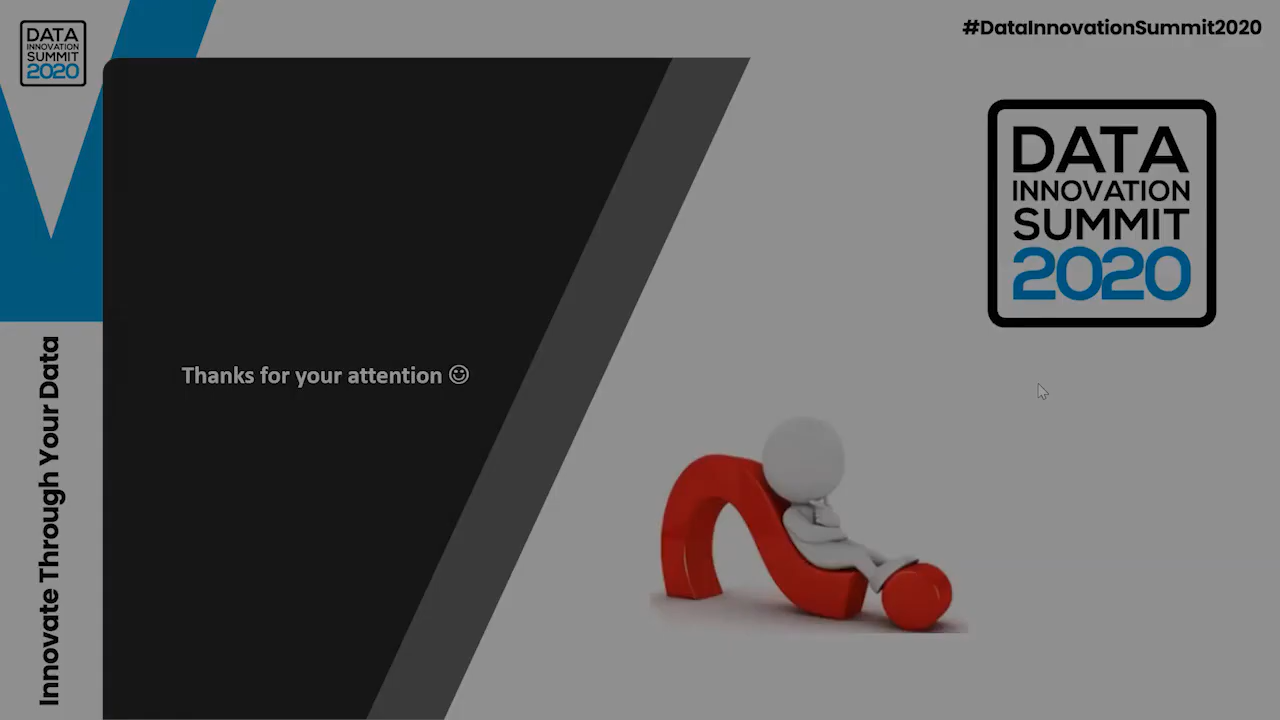 DATA
INNOVATION
SUMMIT
2020
#DataInnovationSummit2020
DATA
INNOVATION
SUMMIT
2020
Thanks for your attention ☺
Innovate Through Your Data